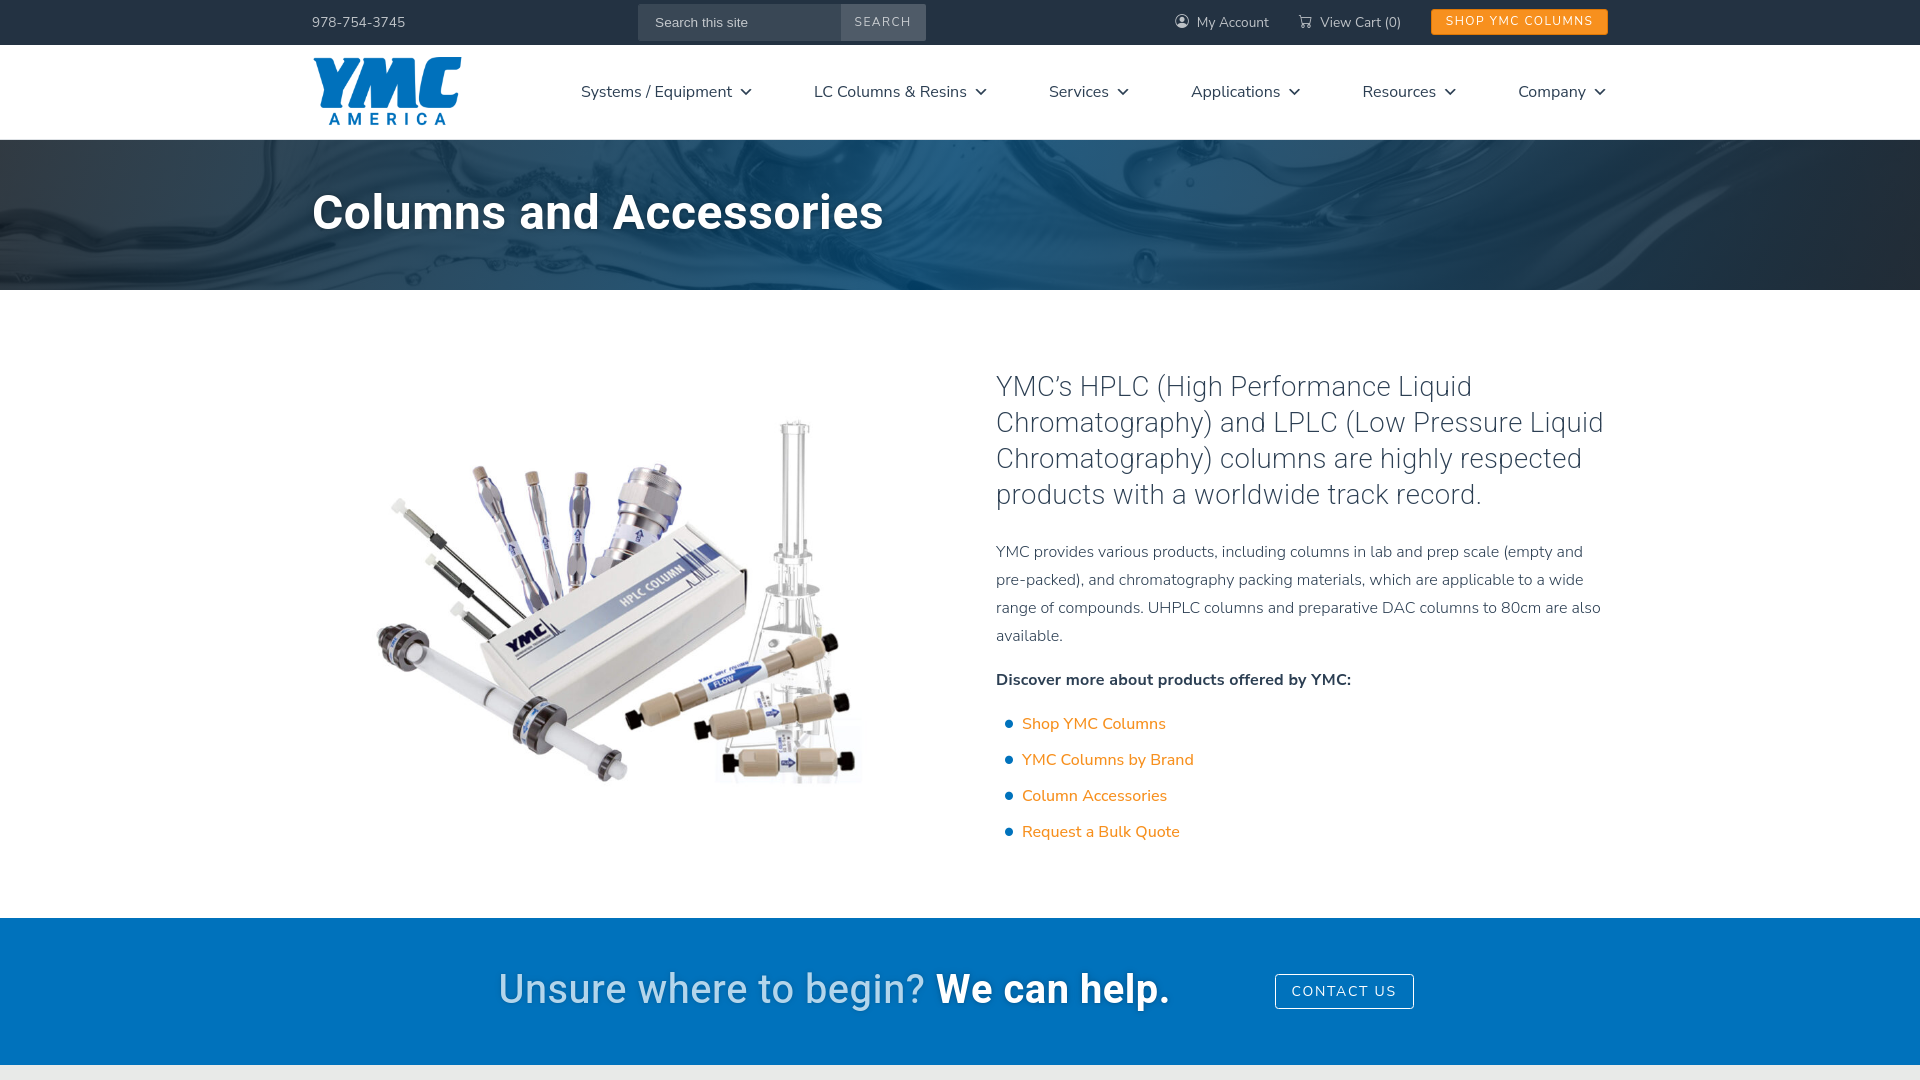 978-754-3745
Search this site
SEARCH
My Account
View Cart (0)
SHOP YMC COLUMNS
YMC
AMERICA
Systems / Equipment
LC Columns & Resins
Services
Applications
Resources
Company
Columns and Accessories
HPLC COLUMN
YMC
YMC HPLC COLUMN
FLOW
YMC’s HPLC (High Performance Liquid
Chromatography) and LPLC (Low Pressure Liquid
Chromatography) columns are highly respected
products with a worldwide track record.
YMC provides various products, including columns in lab and prep scale (empty and
pre-packed), and chromatography packing materials, which are applicable to a wide
range of compounds. UHPLC columns and preparative DAC columns to 80cm are also
available.
Discover more about products offered by YMC:
Shop YMC Columns
YMC Columns by Brand
Column Accessories
Request a Bulk Quote
Unsure where to begin? We can help.
CONTACT US